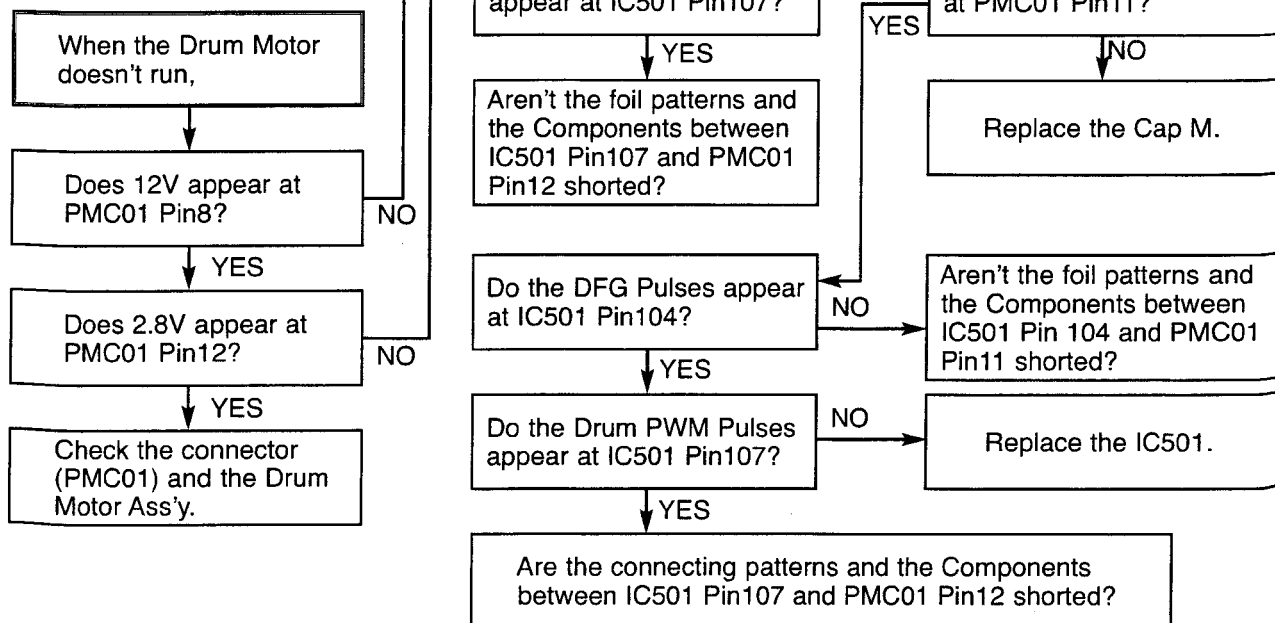 When the Drum Motor
doesn't run,
Does 12V appear at
PMC01 Pin8?
NO
YES
Does 2.8V appear at
PMC01 Pin12?
NO
YES
Check the connector
(PMC01) and the Drum
Motor Ass'y.
appear at IC501 Pin107?
YES
Aren't the foil patterns and
the Components between
IC501 Pin107 and PMC01
Pin12 shorted?
YES
at PMC01 Pin11?
NO
Replace the Cap M.
Do the DFG Pulses appear
at IC501 Pin104?
NO
Aren't the foil patterns and
the Components between
IC501 Pin 104 and PMC01
Pin11 shorted?
YES
Do the Drum PWM Pulses
appear at IC501 Pin107?
NO
Replace the IC501.
YES
Are the connecting patterns and the Components
between IC501 Pin107 and PMC01 Pin12 shorted?